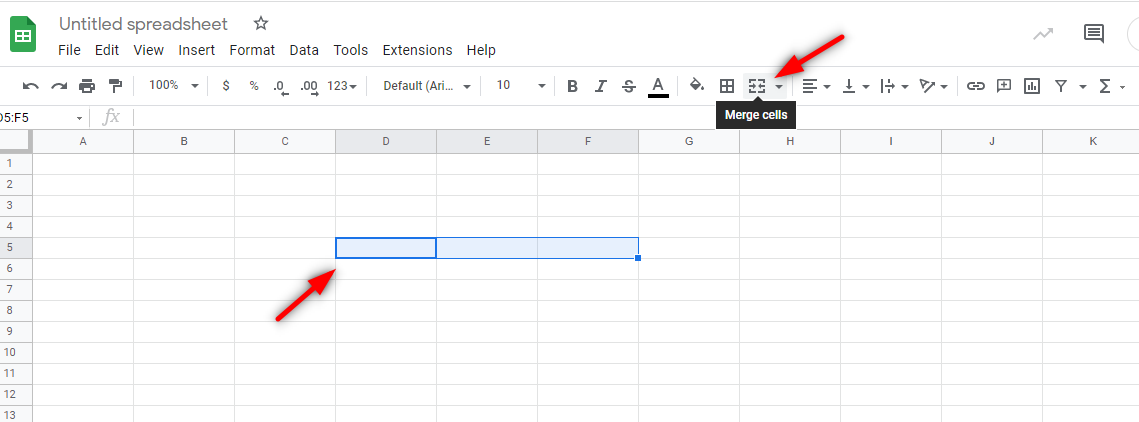 Untitled spreadsheet
File Edit View Insert Format Data Tools Extensions Help
100% $ % .0 .00 123 Default (Ari... 10 B I S A Σ
D5:F5 fx
Merge cells
A B C D E F G H I J K
1
2
3
4
5
6
7
8
9
10
11
12
13